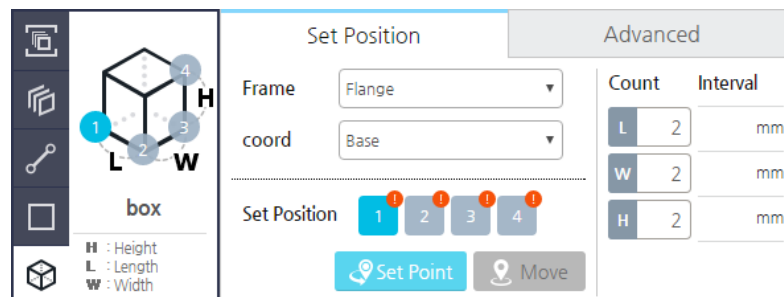 Set Position
Advanced
4
H
1
3
2
L
W
box
H : Height
L : Length
W : Width
Frame
Flange
coord
Base
Set Position
1 ! 2 ! 3 ! 4 !
Set Point
Move
Count Interval
L 2 mm
W 2 mm
H 2 mm